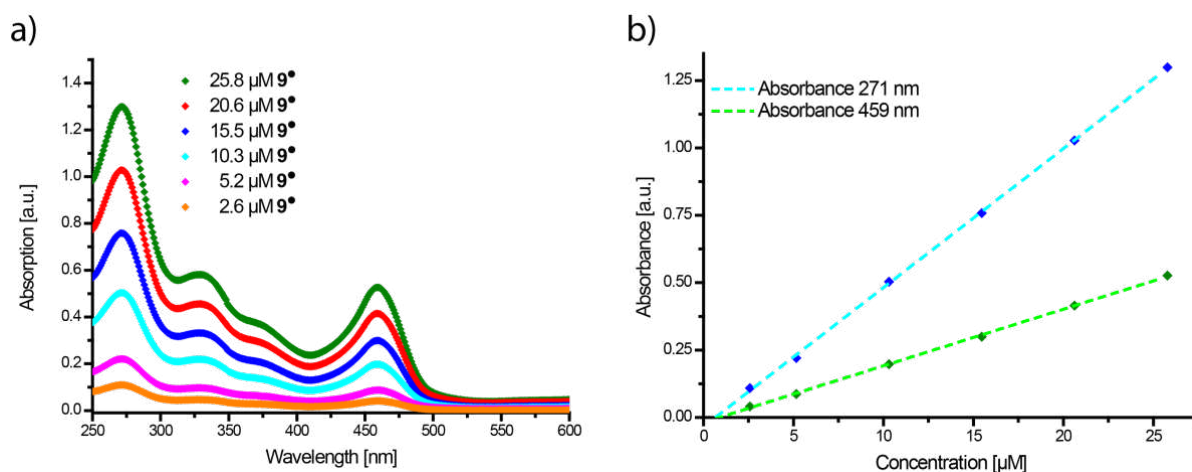 a)
1.4
1.3
1.2
1.1
1.0
0.8
0.6
0.4
0.2
0.0
Absorption [a.u.]
25.8 µM 9•
20.6 µM 9•
15.5 µM 9•
10.3 µM 9•
5.2 µM 9•
2.6 µM 9•
250 300 350 400 450 500 550 600
Wavelength [nm]
b)
1.25
1.00
0.75
0.50
0.25
0.00
Absorbance [a.u.]
Absorbance 271 nm
Absorbance 459 nm
0 5 10 15 20 25
Concentration [µM]